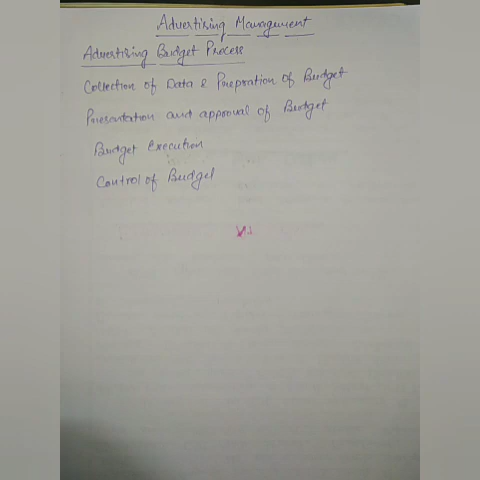 Advertising Management
Advertising Budget Process
Collection of Data & Prepration of Budget
Presentation and approval of Budget
Budget Execution
Control of Budget